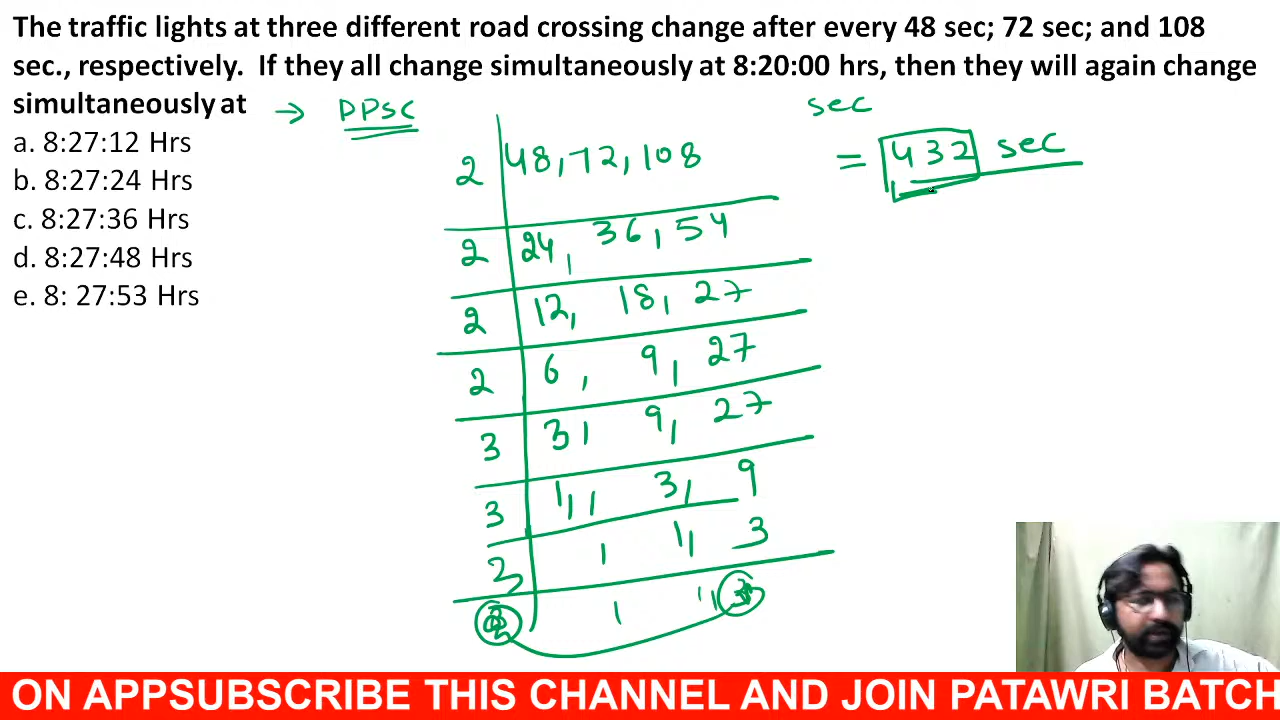 The traffic lights at three different road crossing change after every 48 sec; 72 sec; and 108
sec., respectively. If they all change simultaneously at 8:20:00 hrs, then they will again change
simultaneously at → PPSC
a. 8:27:12 Hrs
b. 8:27:24 Hrs
c. 8:27:36 Hrs
d. 8:27:48 Hrs
e. 8: 27:53 Hrs
2 48, 72, 108
2 24, 36, 54
2 12, 18, 27
2 6, 9, 27
3 3, 9, 27
3 1, 3, 9
1 1, 3
1 1,
sec
= 432 sec
ON APPSUBSCRIBE THIS CHANNEL AND JOIN PATAWRI BATCH